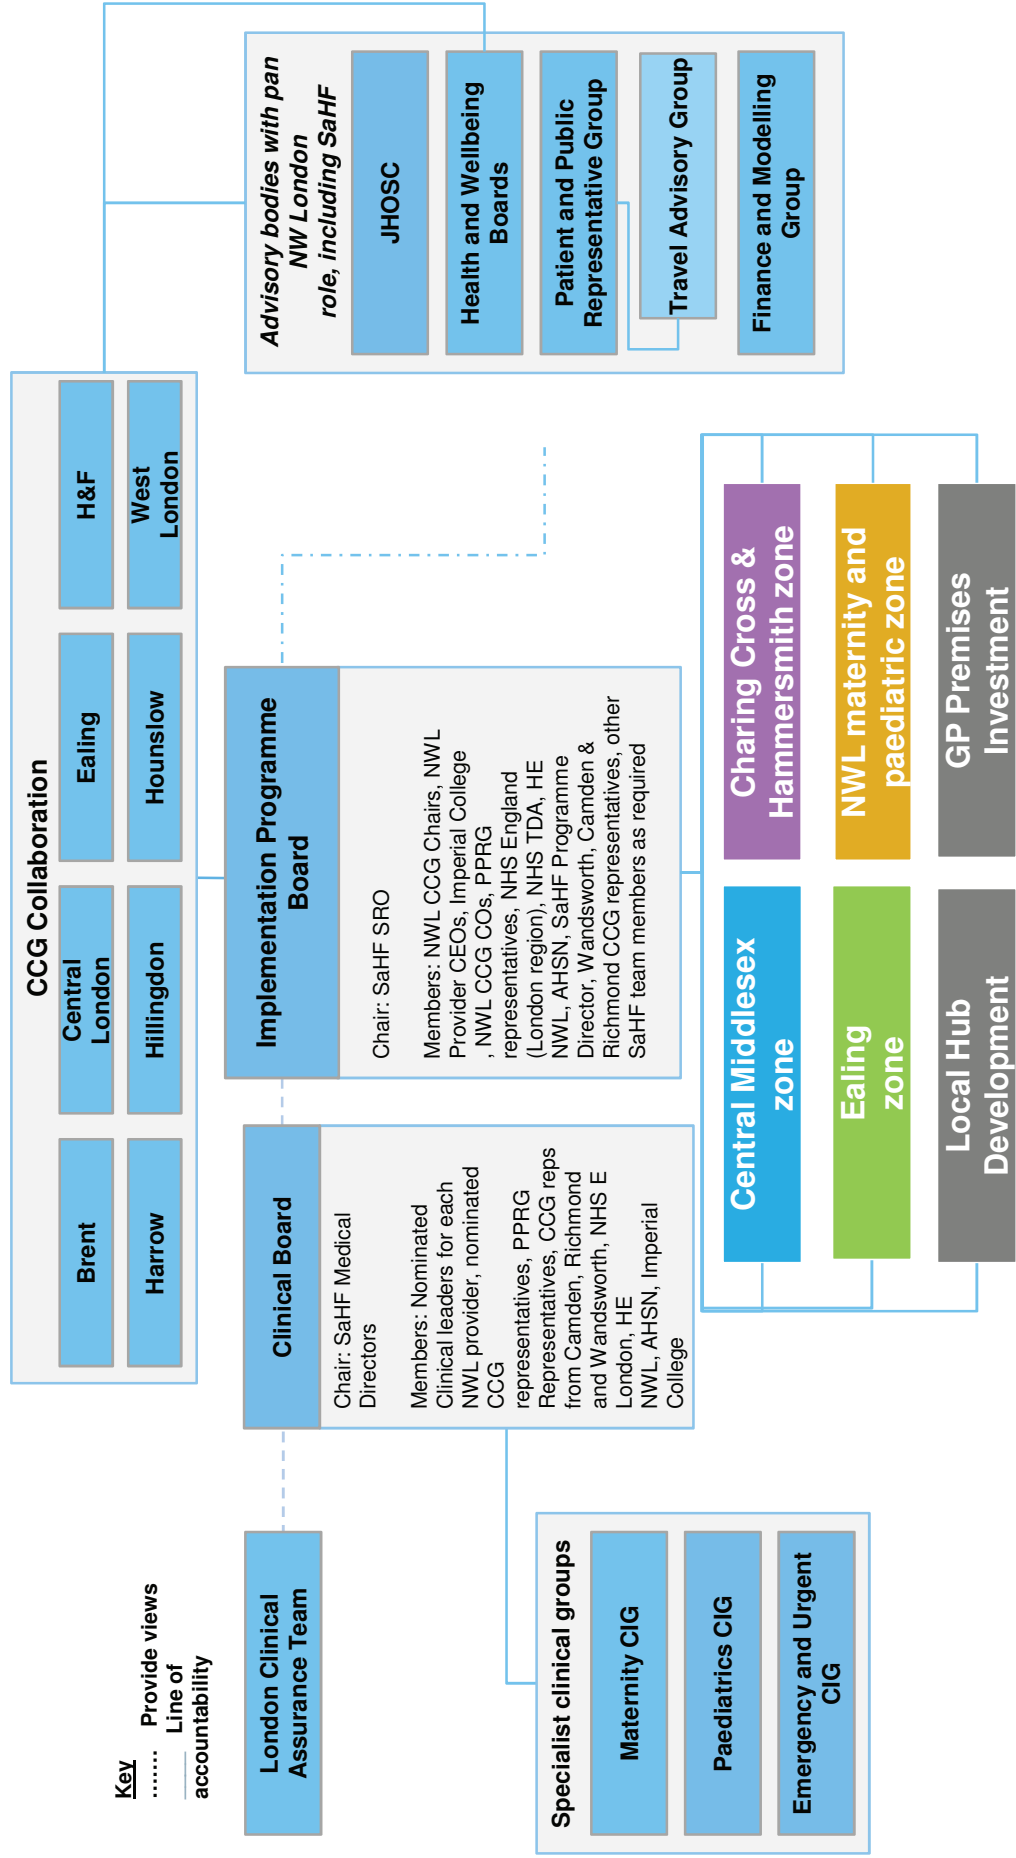 Key
...... Provide views
Line of
accountability
CCG Collaboration
Brent
Central
London
Ealing
H&F
Harrow
Hillingdon
Hounslow
West
London
London Clinical
Assurance Team
Clinical Board
Chair: SaHF Medical
Directors
Members: Nominated
Clinical leaders for each
NWL provider, nominated
CCG
representatives, PPRG
Representatives, CCG reps
from Camden, Richmond
and Wandsworth, NHS E
London, HE
NWL, AHSN, Imperial
College
Implementation Programme
Board
Chair: SaHF SRO
Members: NWL CCG Chairs, NWL
Provider CEOs, Imperial College
, NWL CCG COs, PPRG
representatives, NHS England
(London region), NHS TDA, HE
NWL, AHSN, SaHF Programme
Director, Wandsworth, Camden &
Richmond CCG representatives, other
SaHF team members as required
Advisory bodies with pan
NW London
role, including SaHF
JHOSC
Health and Wellbeing
Boards
Patient and Public
Representative Group
Travel Advisory Group
Finance and Modelling
Group
Specialist clinical groups
Maternity CIG
Paediatrics CIG
Emergency and Urgent
CIG
Central Middlesex
zone
Charing Cross &
Hammersmith zone
Ealing
zone
NWL maternity and
paediatric zone
Local Hub
Development
GP Premises
Investment